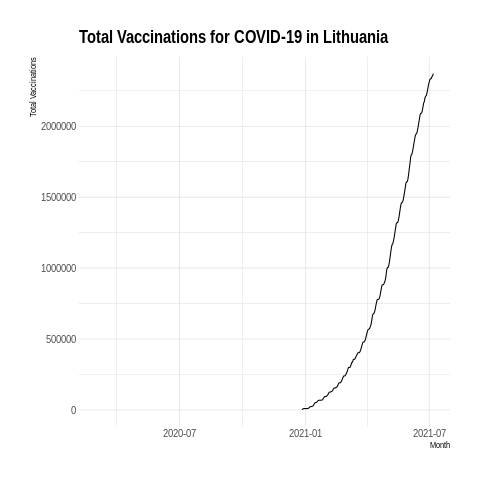 Total Vaccinations for COVID-19 in Lithuania
Total Vaccinations
2000000
1500000
1000000
500000
0
2020-07
2021-01
2021-07
Month